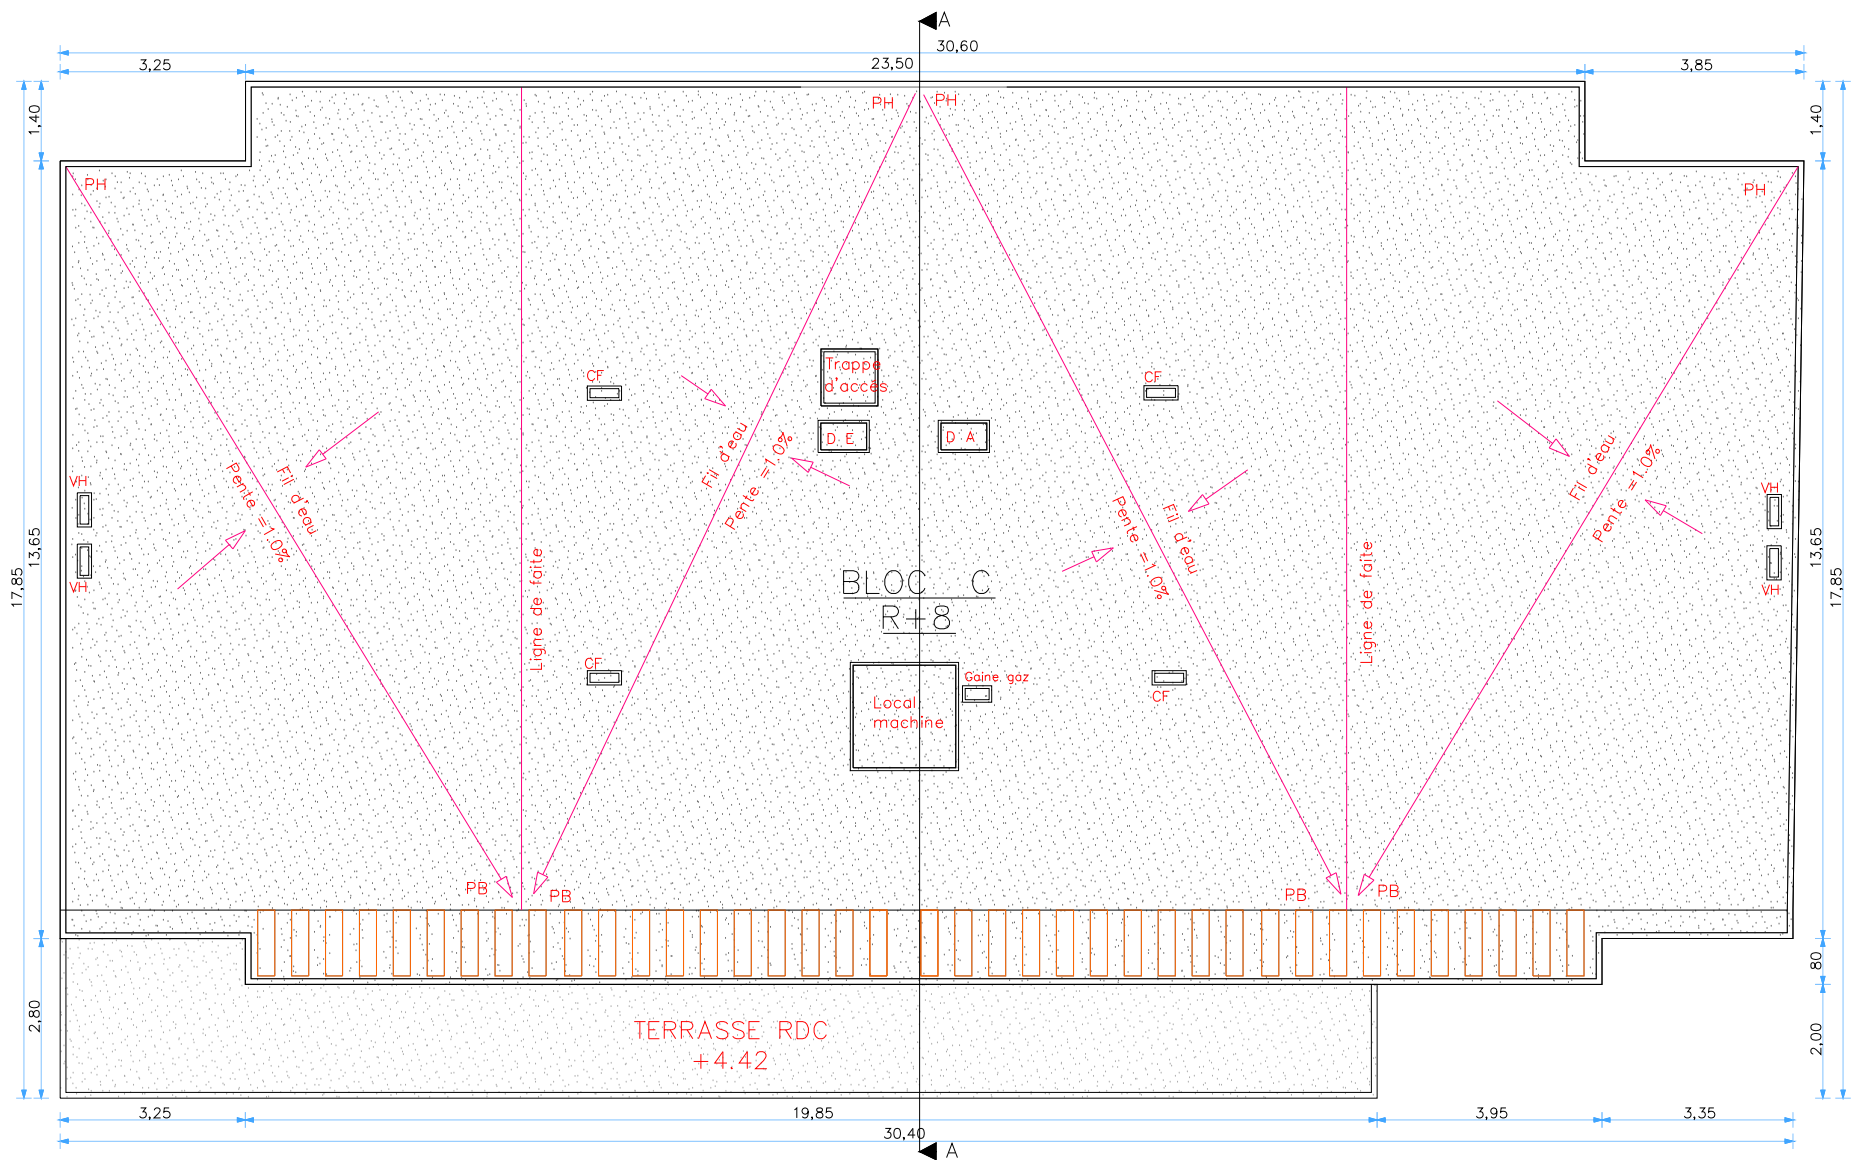 A
30,60
3,25
23,50
3,85
1,40
1,40
PH
PH
PH
PH
Trappe
d'accès
CF
CF
D E
D A
Fil d'eau
Pente =1.0%
Fil d'eau
Pente =1.0%
Fil d'eau
Pente =1.0%
Fil d'eau
Pente =1.0%
VH
VH
VH
VH
17,85
13,65
13,65
17,85
Ligne de faite
Ligne de faite
BLOC C
R+8
CF
CF
Gaine gaz
Local
machine
PB
PB
PB
PB
80
2,80
2,00
TERRASSE RDC
+4.42
3,25
19,85
3,95
3,35
30,40
A